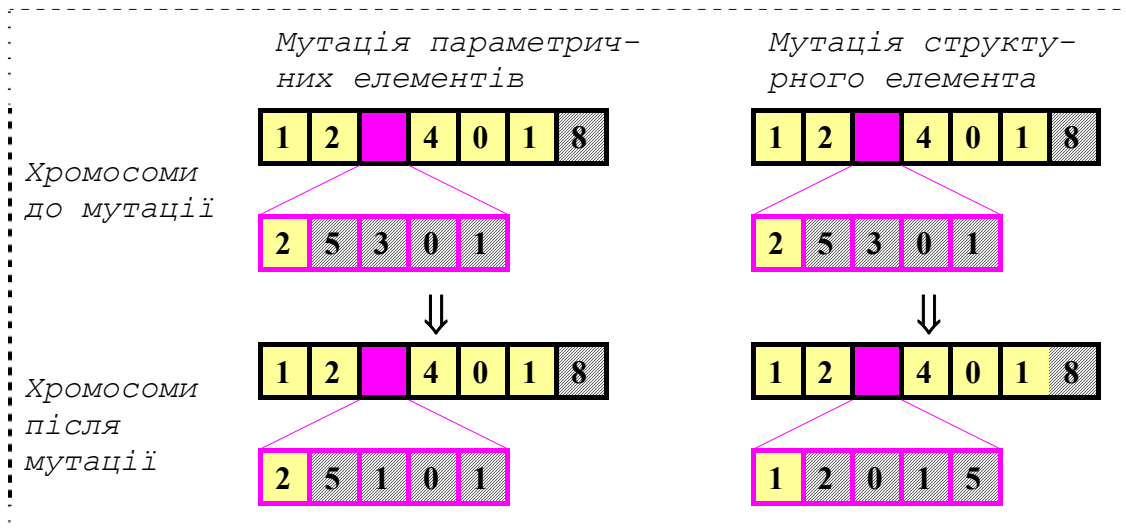 Мутація параметрич-
них елементів
Мутація структу-
рного елемента
Хромосоми
до мутації
1 2 4 0 1 8
2 5 3 0 1
1 2 4 0 1 8
2 5 3 0 1
⇓
⇓
Хромосоми
після
мутації
1 2 4 0 1 8
2 5 1 0 1
1 2 4 0 1 8
1 2 0 1 5